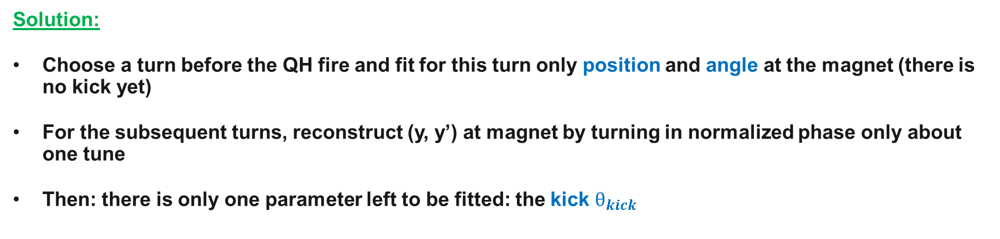 Solution:
• Choose a turn before the QH fire and fit for this turn only position and angle at the magnet (there is
no kick yet)
• For the subsequent turns, reconstruct (y, y’) at magnet by turning in normalized phase only about
one tune
• Then: there is only one parameter left to be fitted: the kick θ_kick